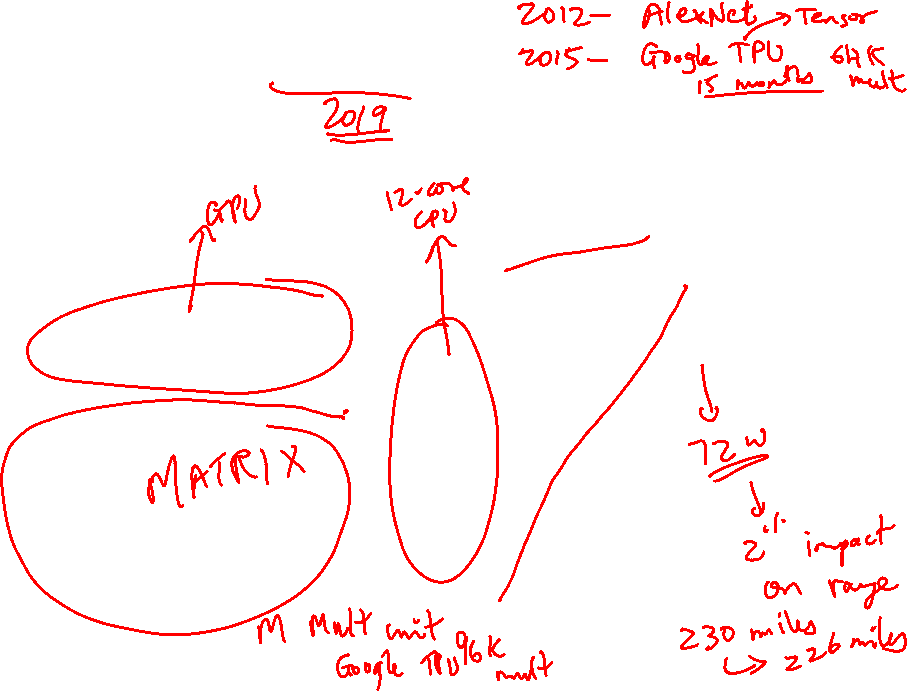 2012 - AlexNet → Tensor
2015 - Google TPU 64K
15 months mult
2019
GPU
12-core
CPU
MATRIX
72 W
2% impact
on range
230 miles
→ 226 miles
M Mult unit
Google TPU 96K
mult